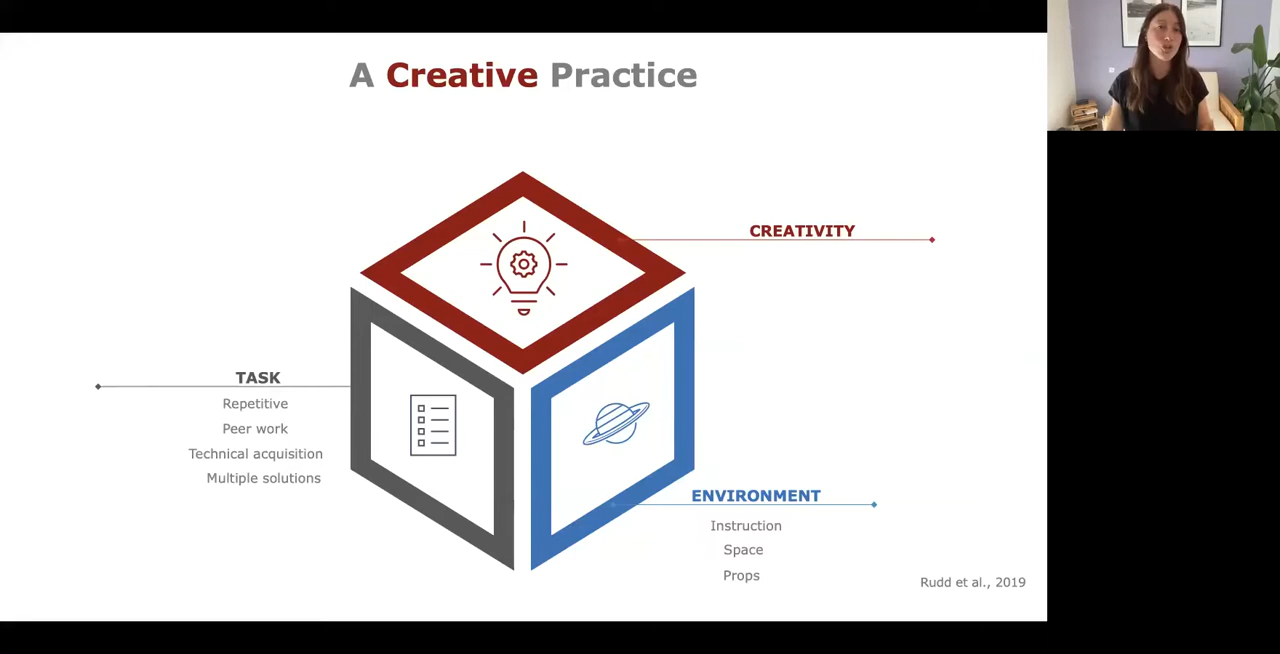 A Creative Practice
CREATIVITY
TASK
Repetitive
Peer work
Technical acquisition
Multiple solutions
ENVIRONMENT
Instruction
Space
Props
Rudd et al., 2019